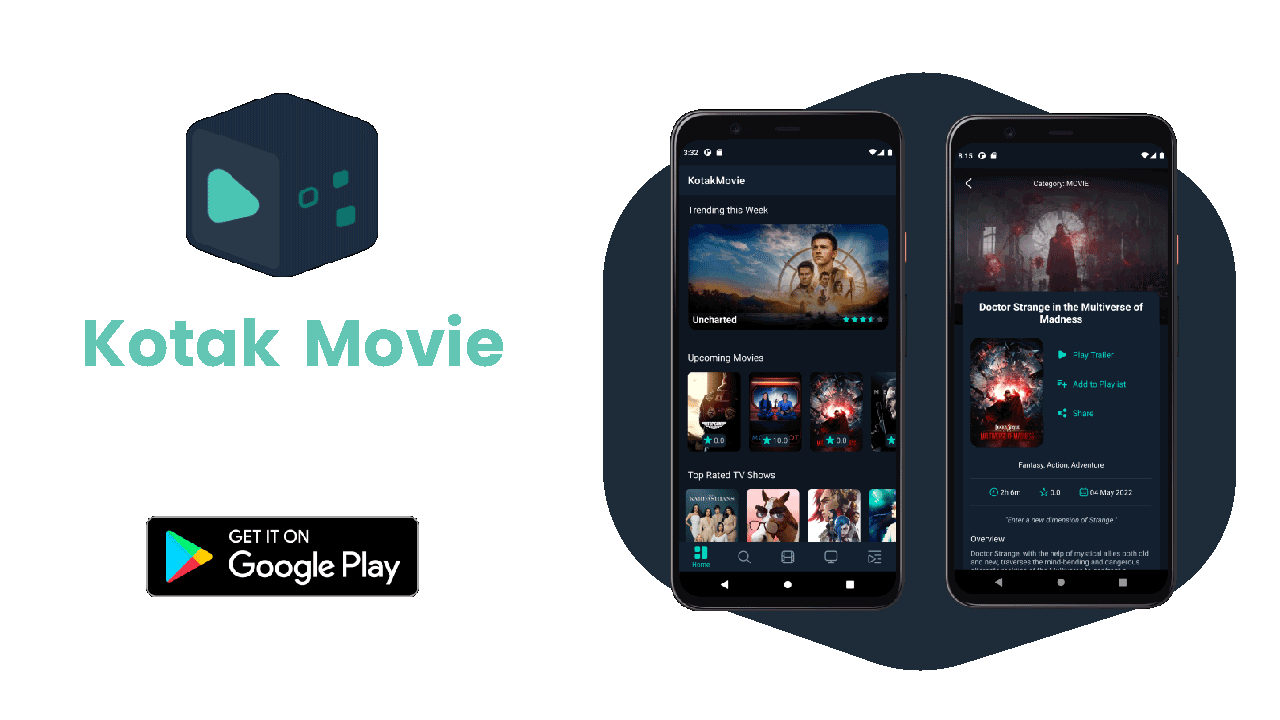 Kotak Movie
GET IT ON
Google Play
3:32
KotakMovie
Trending this Week
Uncharted
Upcoming Movies
0.0
10.0
0.0
Top Rated TV Shows
Home
8:15
Category: MOVIE
Doctor Strange in the Multiverse of
Madness
Play Trailer
Add to Playlist
Share
Fantasy, Action, Adventure
2h 6m
0.0
04 May 2022
"Enter a new dimension of Strange."
Overview
Doctor Strange, with the help of mystical allies both old
and new, traverses the mind-bending and dangerous